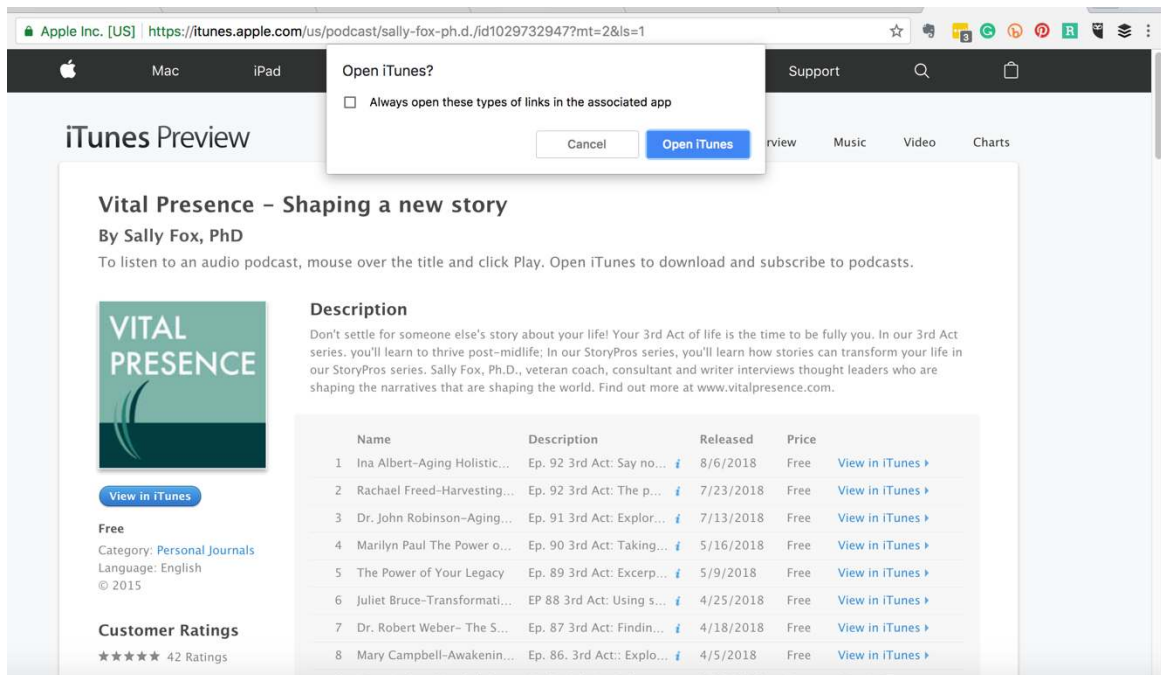 Apple Inc. [US] https://itunes.apple.com/us/podcast/sally-fox-ph.d./id1029732947?mt=2&ls=1
3
Mac iPad Support
Open iTunes?
Always open these types of links in the associated app
Cancel Open iTunes
iTunes Preview
rview Music Video Charts
Vital Presence – Shaping a new story
By Sally Fox, PhD
To listen to an audio podcast, mouse over the title and click Play. Open iTunes to download and subscribe to podcasts.
VITAL
PRESENCE
View in iTunes
Free
Category: Personal Journals
Language: English
© 2015
Customer Ratings
★★★★★ 42 Ratings
Description
Don't settle for someone else's story about your life! Your 3rd Act of life is the time to be fully you. In our 3rd Act
series. you'll learn to thrive post-midlife; In our StoryPros series, you'll learn how stories can transform your life in
our StoryPros series. Sally Fox, Ph.D., veteran coach, consultant and writer interviews thought leaders who are
shaping the narratives that are shaping the world. Find out more at www.vitalpresence.com.
Name Description Released Price
1 Ina Albert-Aging Holistic... Ep. 92 3rd Act: Say no... i 8/6/2018 Free View in iTunes
2 Rachael Freed-Harvesting... Ep. 92 3rd Act: The p... i 7/23/2018 Free View in iTunes
3 Dr. John Robinson-Aging... Ep. 91 3rd Act: Explor... i 7/13/2018 Free View in iTunes
4 Marilyn Paul The Power o... Ep. 90 3rd Act: Taking... i 5/16/2018 Free View in iTunes
5 The Power of Your Legacy Ep. 89 3rd Act: Excerp... i 5/9/2018 Free View in iTunes
6 Juliet Bruce-Transformati... EP 88 3rd Act: Using s... i 4/25/2018 Free View in iTunes
7 Dr. Robert Weber- The S... Ep. 87 3rd Act: Findin... i 4/18/2018 Free View in iTunes
8 Mary Campbell-Awakenin... Ep. 86. 3rd Act:: Explo... i 4/5/2018 Free View in iTunes